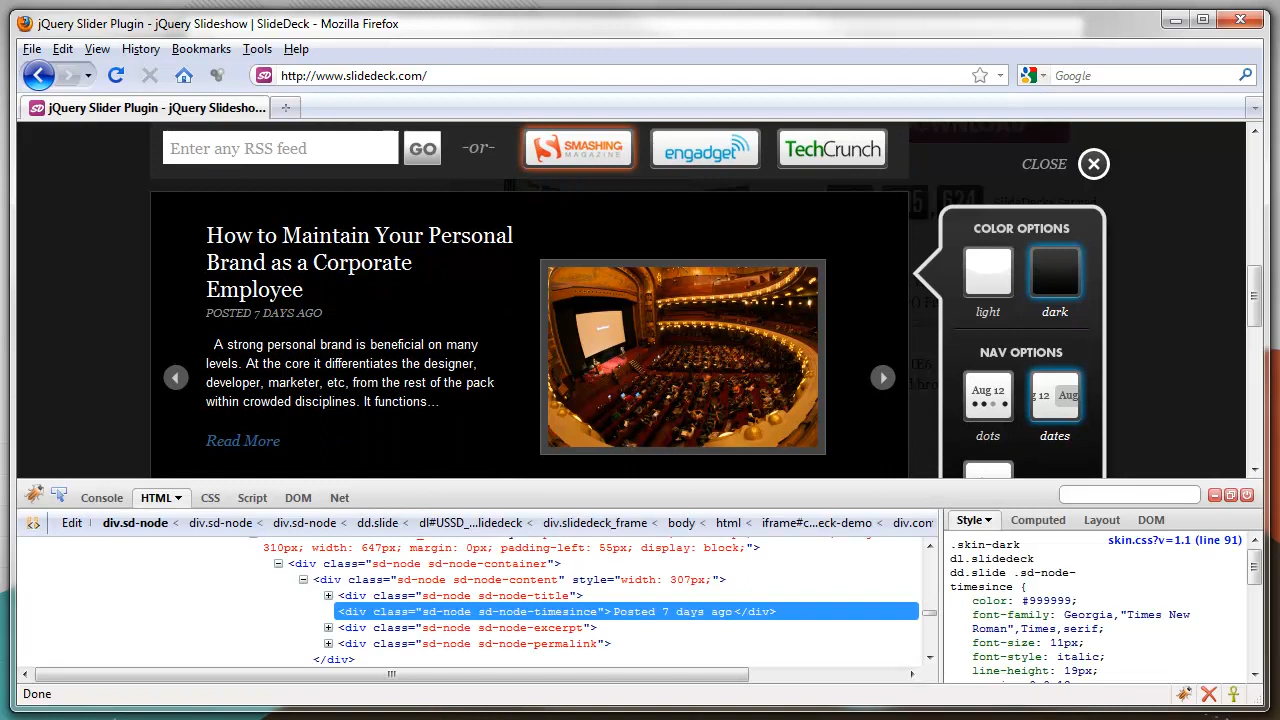 jQuery Slider Plugin - jQuery Slideshow | SlideDeck - Mozilla Firefox
File Edit View History Bookmarks Tools Help
SD http://www.slidedeck.com/ Google
SD jQuery Slider Plugin - jQuery Slidesho...
Enter any RSS feed GO -or- SMASHING MAGAZINE engadget TechCrunch
CLOSE
How to Maintain Your Personal
Brand as a Corporate
Employee
POSTED 7 DAYS AGO
A strong personal brand is beneficial on many
levels. At the core it differentiates the designer,
developer, marketer, etc, from the rest of the pack
within crowded disciplines. It functions...
Read More
COLOR OPTIONS
light dark
NAV OPTIONS
Aug 12 g 12 Aug
dots dates
Console HTML CSS Script DOM Net
Edit div.sd-node < div.sd-node < div.sd-node < dd.slide < dl#USSD_...lidedeck < div.slidedeck_frame < body < html < iframe#c...eck-demo < div.con
310px; width: 647px; margin: 0px; padding-left: 55px; display: block;">
<div class="sd-node sd-node-container">
<div class="sd-node sd-node-content" style="width: 307px;">
<div class="sd-node sd-node-title">
<div class="sd-node sd-node-timesince">Posted 7 days ago</div>
<div class="sd-node sd-node-excerpt">
<div class="sd-node sd-node-permalink">
</div>
Style Computed Layout DOM
.skin-dark skin.css?v=1.1 (line 91)
dl.slidedeck
dd.slide .sd-node-
timesince {
color: #999999;
font-family: Georgia,"Times New
Roman",Times,serif;
font-size: 11px;
font-style: italic;
line-height: 19px;
Done